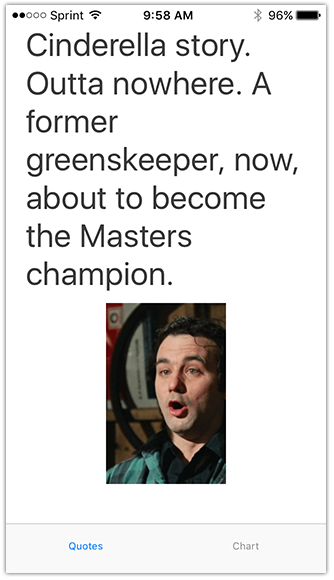 Sprint 9:58 AM 96%
Cinderella story.
Outta nowhere. A
former
greenskeeper, now,
about to become
the Masters
champion.
Quotes Chart